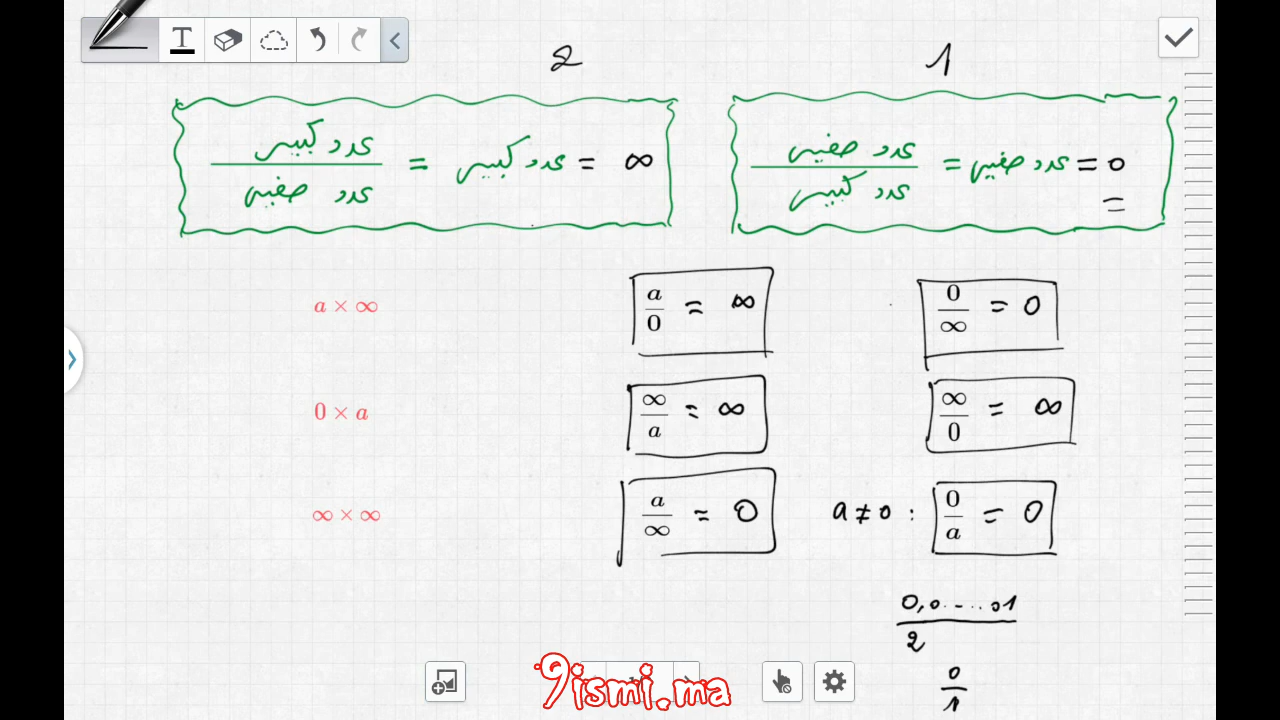 1
2
عدد صغير / عدد كبير = عدد صغير = 0
=
عدد كبير / عدد صغير = عدد كبير = ∞
0/∞ = 0
a/0 = ∞
a × ∞
∞/0 = ∞
∞/a = ∞
0 × a
a ≠ 0 : 0/a = 0
a/∞ = 0
∞ × ∞
0,0....01 / 2
0/1
T
9ismi.ma